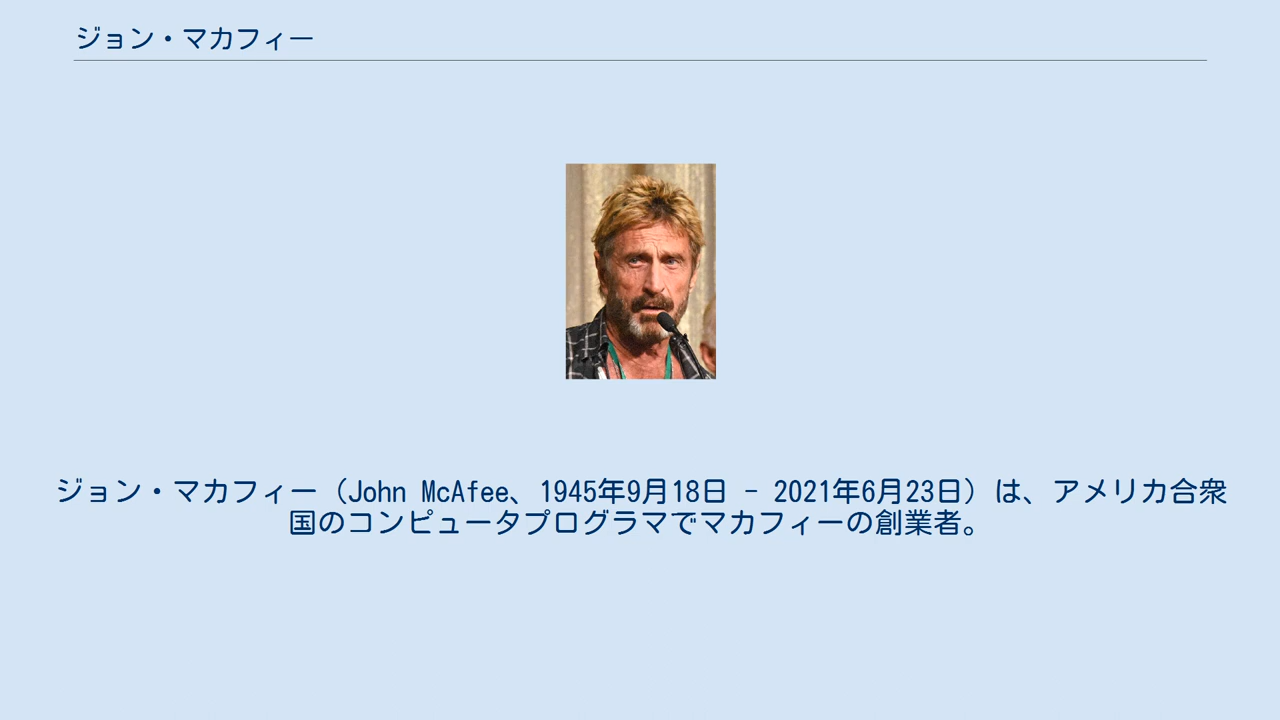 ジョン・マカフィー
ジョン・マカフィー（John McAfee、1945年9月18日 - 2021年6月23日）は、アメリカ合衆
国のコンピュータプログラマでマカフィーの創業者。